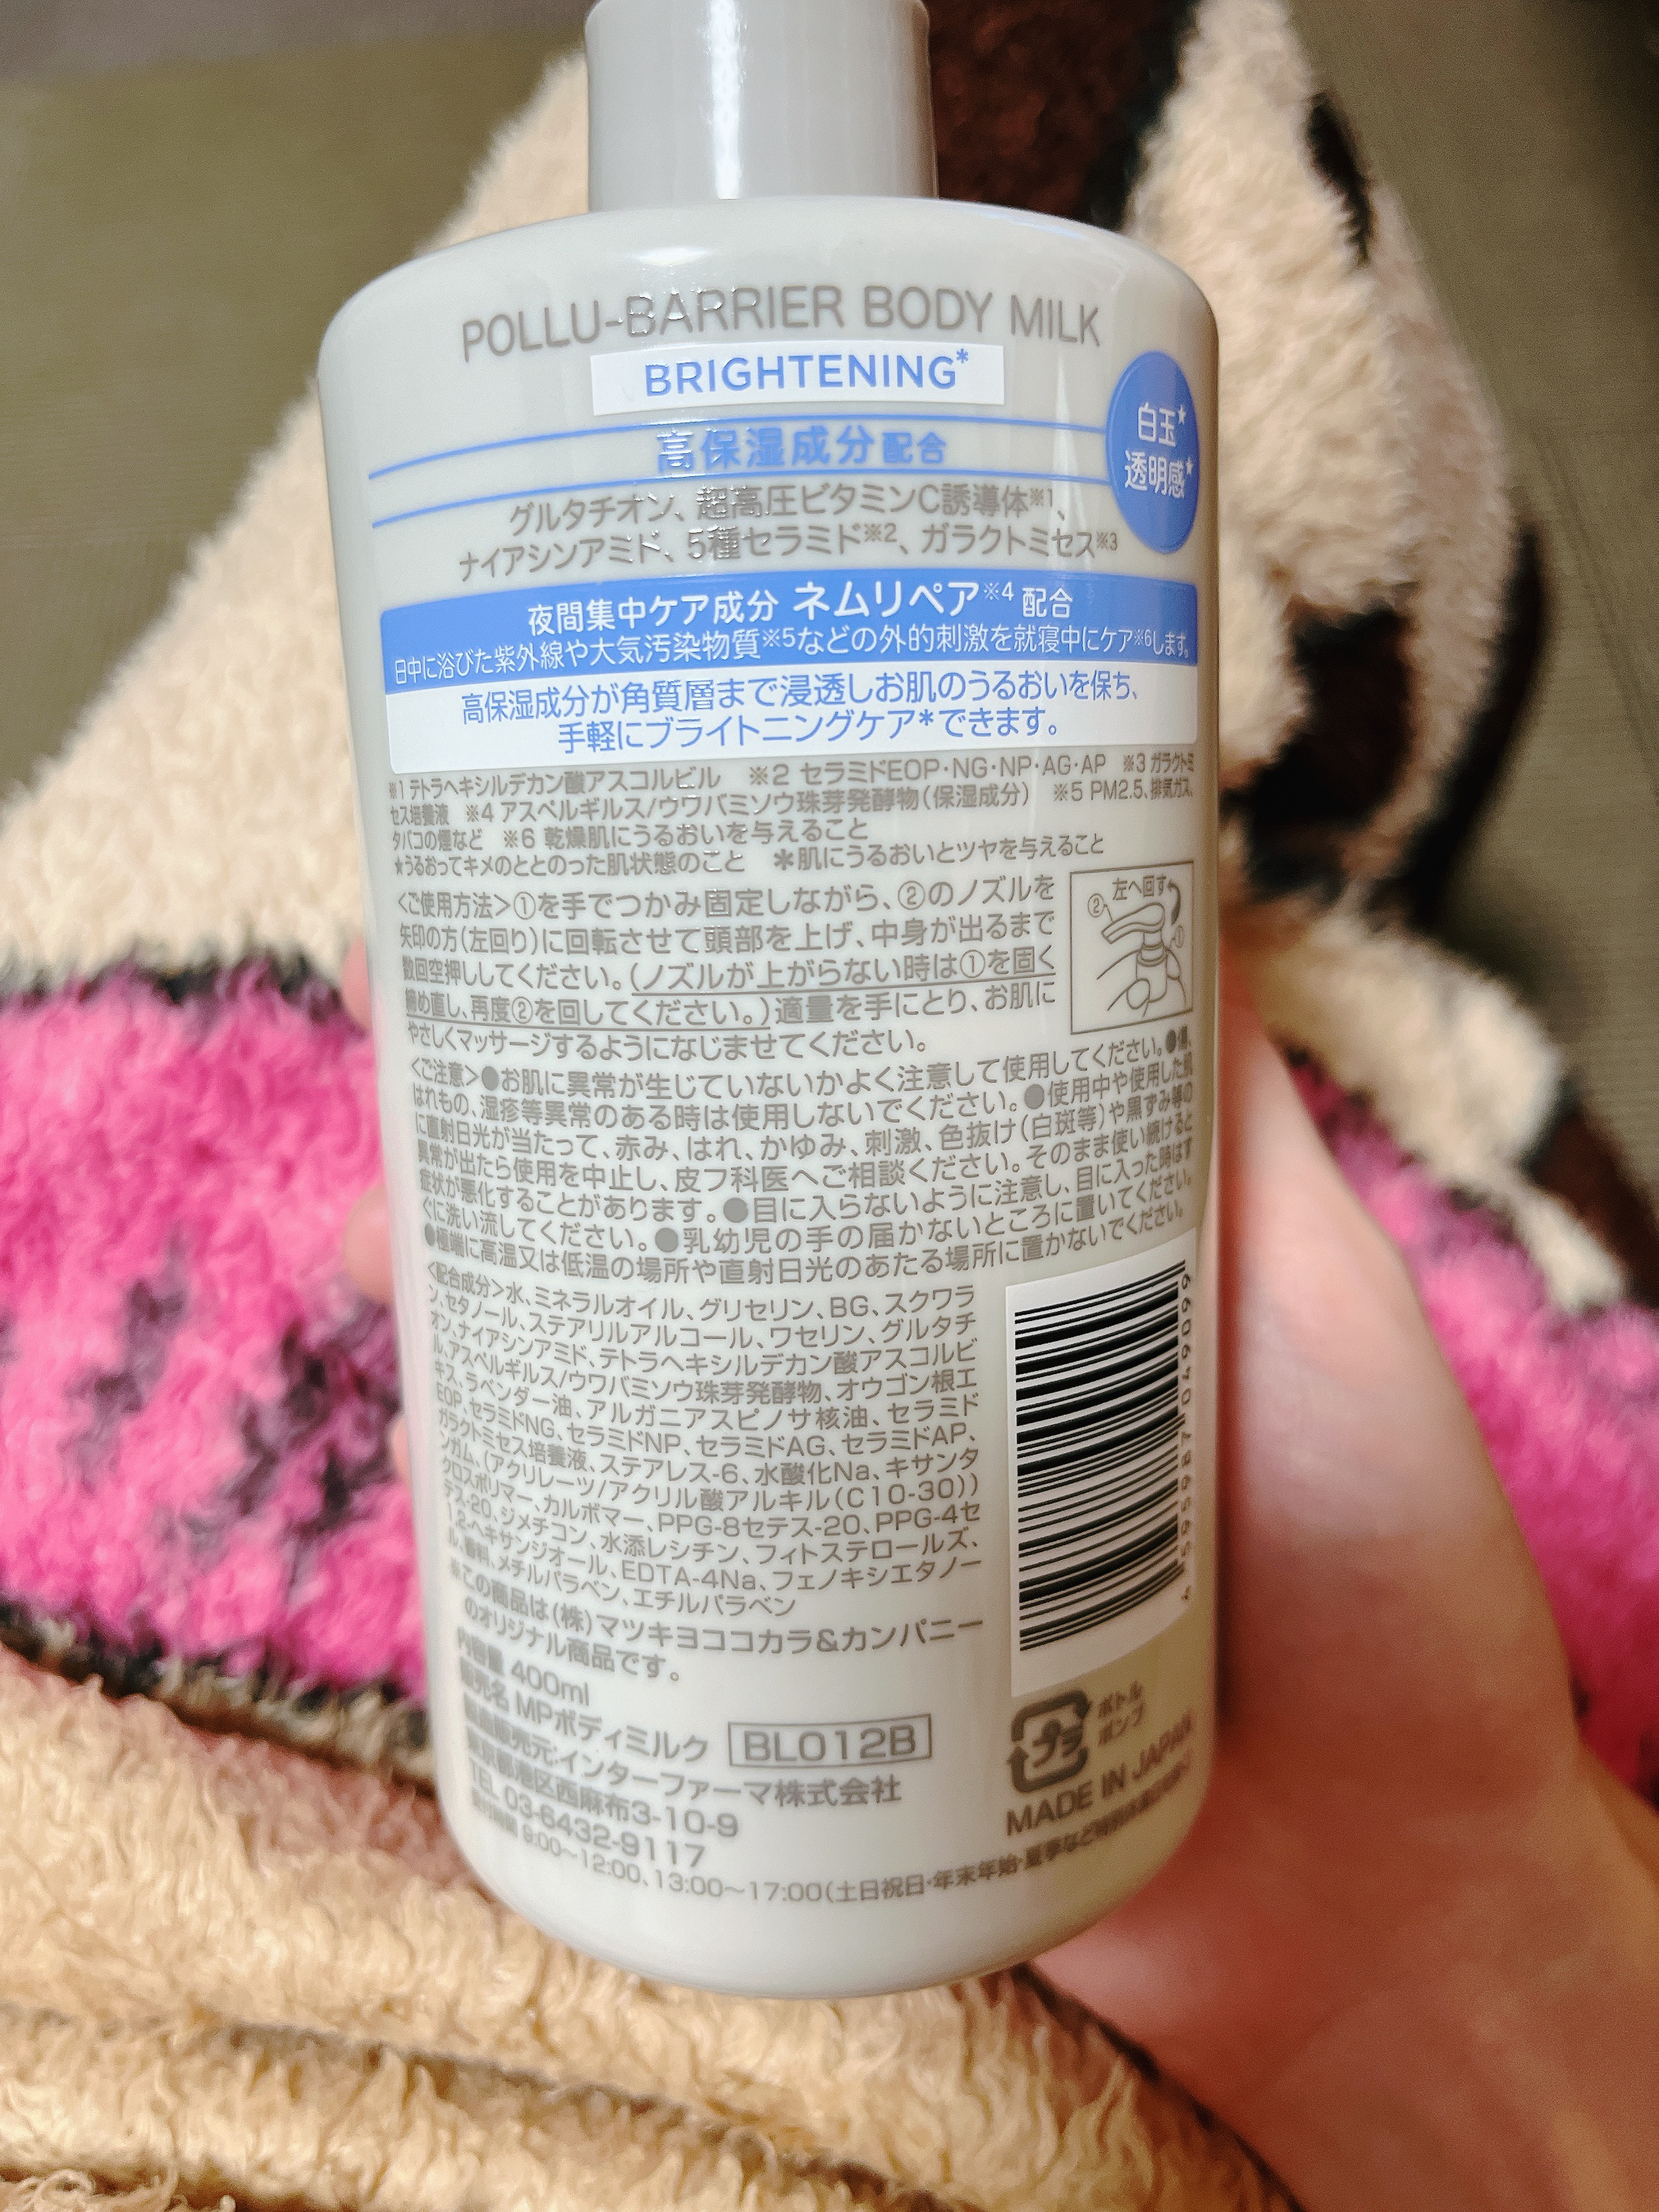 POLLU-BARRIER BODY MILK
BRIGHTENING*
高保湿成分配合
白玉★
透明感★
グルタチオン、超高圧ビタミンC誘導体※1、
ナイアシンアミド、5種セラミド※2、ガラクトミセス※3
夜間集中ケア成分 ネムリペア※4 配合
日中に浴びた紫外線や大気汚染物質※5などの外的刺激を就寝中にケア※6します。
高保湿成分が角質層まで浸透しお肌のうるおいを保ち、
手軽にブライトニングケア*できます。
※1 テトラヘキシルデカン酸アスコルビル ※2 セラミドEOP・NG・NP・AG・AP ※3 ガラクトミ
セス培養液 ※4 アスペルギルス/ウワバミソウ珠芽発酵物(保湿成分) ※5 PM2.5、排気ガス、
タバコの煙など ※6 乾燥肌にうるおいを与えること
★うるおってキメのととのった肌状態のこと *肌にうるおいとツヤを与えること
<ご使用方法>①を手でつかみ固定しながら、②のノズルを
矢印の方(左回り)に回転させて頭部を上げ、中身が出るまで
数回空押ししてください。(ノズルが上がらない時は①を固く
締め直し、再度②を回してください。)適量を手にとり、お肌に
やさしくマッサージするようになじませてください。
左へ回す
②
①
<ご注意>●お肌に異常が生じていないかよく注意して使用してください。●傷、
はれもの、湿疹等異常のある時は使用しないでください。●使用中や使用した肌
に直射日光が当たって、赤み、はれ、かゆみ、刺激、色抜け(白斑等)や黒ずみ等の
異常が出たら使用を中止し、皮フ科医へご相談ください。そのまま使い続けると
症状が悪化することがあります。●目に入らないように注意し、目に入った時はす
ぐに洗い流してください。●乳幼児の手の届かないところに置いてください。
●極端に高温又は低温の場所や直射日光のあたる場所に置かないでください。
<配合成分>水、ミネラルオイル、グリセリン、BG、スクワラ
ン、セタノール、ステアリルアルコール、ワセリン、グルタチ
オン、ナイアシンアミド、テトラヘキシルデカン酸アスコルビ
ル、アスペルギルス/ウワバミソウ珠芽発酵物、オウゴン根エ
キス、ラベンダー油、アルガニアスピノサ核油、セラミド
EOP、セラミドNG、セラミドNP、セラミドAG、セラミドAP、
ガラクトミセス培養液、ステアレス-6、水酸化Na、キサンタ
ンガム、(アクリレーツ/アクリル酸アルキル(C10-30))
クロスポリマー、カルボマー、PPG-8セテス-20、PPG-4セ
テス-20、ジメチコン、水添レシチン、フィトステロールズ、
1,2-ヘキサンジオール、EDTA-4Na、フェノキシエタノー
ル、香料、メチルパラベン、エチルパラベン
※この商品は(株)マツキヨココカラ&カンパニー
のオリジナル商品です。
内容量 400ml
販売名 MPボディミルク
BL012B
製造販売元:インターファーマ株式会社
東京都港区西麻布3-10-9
TEL 03-6432-9117
受付時間 9:00～12:00、13:00～17:00(土日祝日・年末年始・夏季など
プラ
ボトル
ポンプ
MADE IN JAPAN